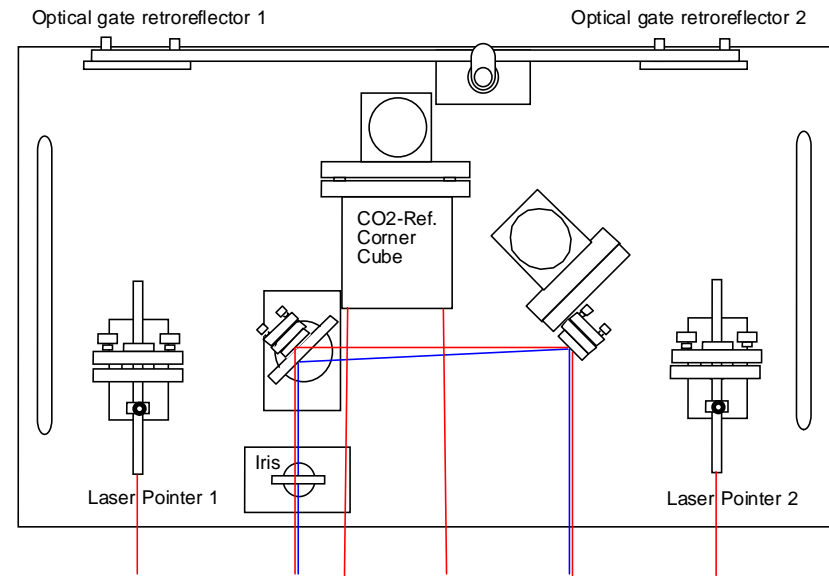 Optical gate retroreflector 1
Optical gate retroreflector 2
CO2-Ref.
Corner
Cube
Iris
Laser Pointer 1
Laser Pointer 2